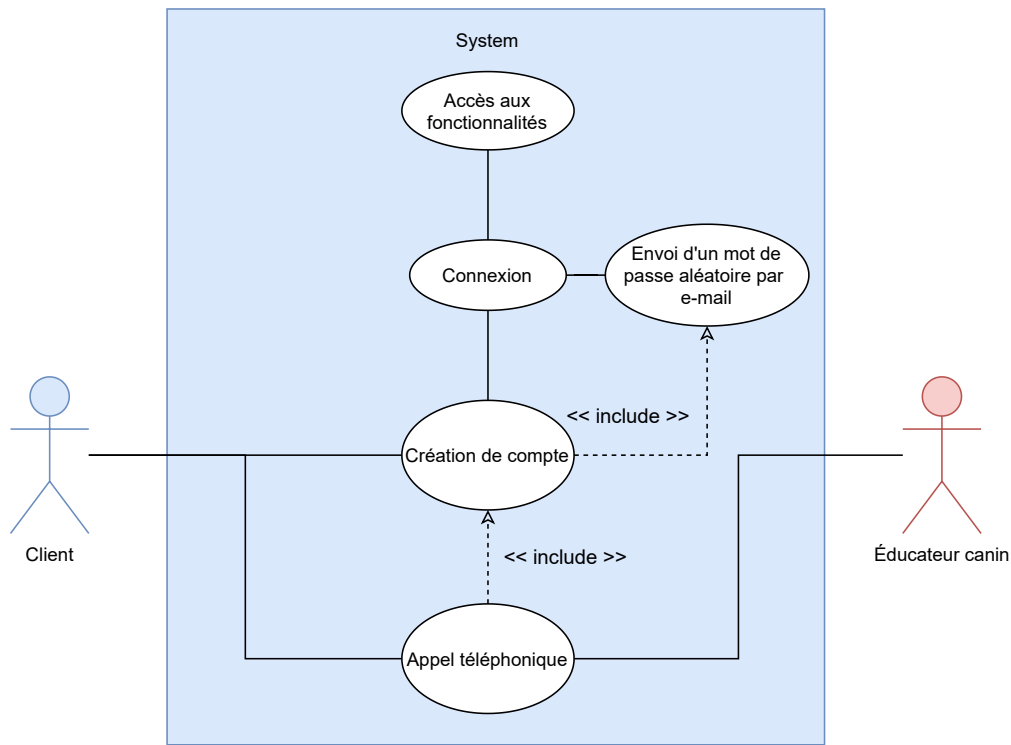 System
Accès aux
fonctionnalités
Connexion
Envoi d'un mot de
passe aléatoire par
e-mail
<< include >>
Création de compte
Client
Éducateur canin
<< include >>
Appel téléphonique